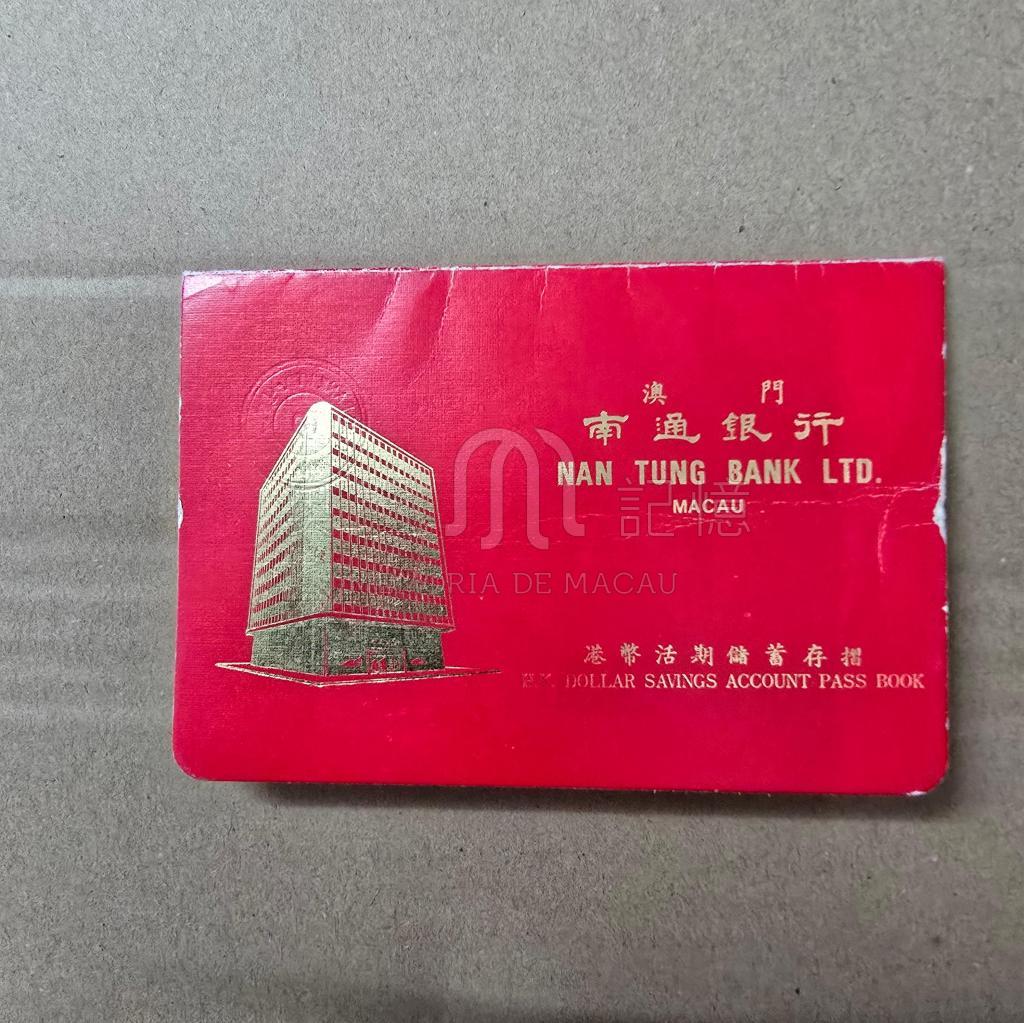 澳門
南通銀行
NAN TUNG BANK LTD.
MACAU
記憶
MEMÓRIA DE MACAU
港幣活期儲蓄存摺
H.K. DOLLAR SAVINGS ACCOUNT PASS BOOK